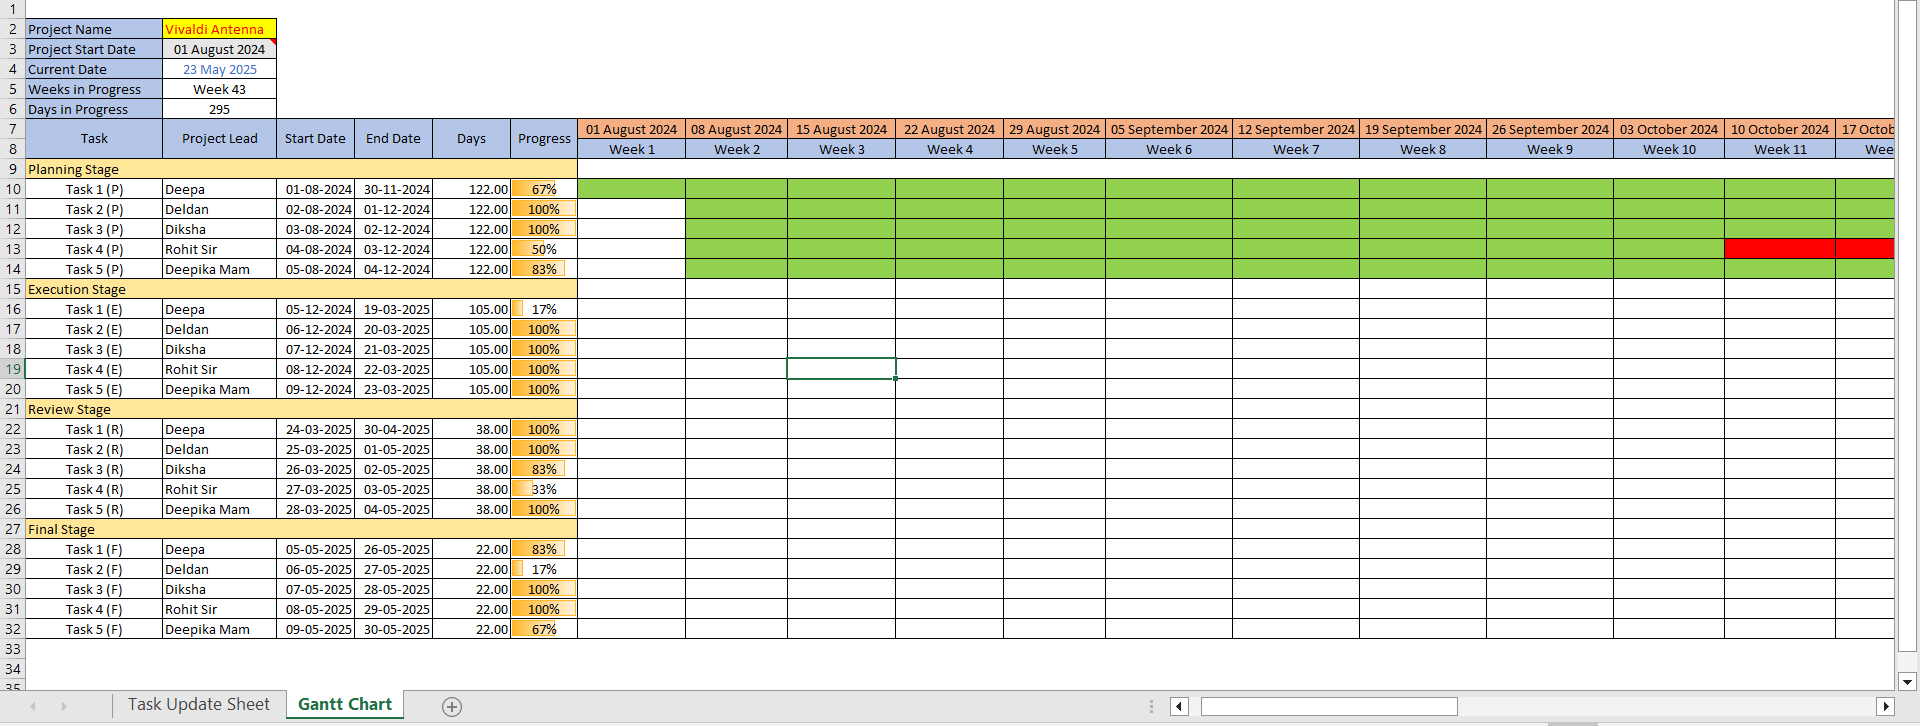 1
2 Project Name Vivaldi Antenna
3 Project Start Date 01 August 2024
4 Current Date 23 May 2025
5 Weeks in Progress Week 43
6 Days in Progress 295
7 Task Project Lead Start Date End Date Days Progress 01 August 2024 08 August 2024 15 August 2024 22 August 2024 29 August 2024 05 September 2024 12 September 2024 19 September 2024 26 September 2024 03 October 2024 10 October 2024 17 Octob
8 Week 1 Week 2 Week 3 Week 4 Week 5 Week 6 Week 7 Week 8 Week 9 Week 10 Week 11 Wee
9 Planning Stage
10 Task 1 (P) Deepa 01-08-2024 30-11-2024 122.00 67%
11 Task 2 (P) Deldan 02-08-2024 01-12-2024 122.00 100%
12 Task 3 (P) Diksha 03-08-2024 02-12-2024 122.00 100%
13 Task 4 (P) Rohit Sir 04-08-2024 03-12-2024 122.00 50%
14 Task 5 (P) Deepika Mam 05-08-2024 04-12-2024 122.00 83%
15 Execution Stage
16 Task 1 (E) Deepa 05-12-2024 19-03-2025 105.00 17%
17 Task 2 (E) Deldan 06-12-2024 20-03-2025 105.00 100%
18 Task 3 (E) Diksha 07-12-2024 21-03-2025 105.00 100%
19 Task 4 (E) Rohit Sir 08-12-2024 22-03-2025 105.00 100%
20 Task 5 (E) Deepika Mam 09-12-2024 23-03-2025 105.00 100%
21 Review Stage
22 Task 1 (R) Deepa 24-03-2025 30-04-2025 38.00 100%
23 Task 2 (R) Deldan 25-03-2025 01-05-2025 38.00 100%
24 Task 3 (R) Diksha 26-03-2025 02-05-2025 38.00 83%
25 Task 4 (R) Rohit Sir 27-03-2025 03-05-2025 38.00 33%
26 Task 5 (R) Deepika Mam 28-03-2025 04-05-2025 38.00 100%
27 Final Stage
28 Task 1 (F) Deepa 05-05-2025 26-05-2025 22.00 83%
29 Task 2 (F) Deldan 06-05-2025 27-05-2025 22.00 17%
30 Task 3 (F) Diksha 07-05-2025 28-05-2025 22.00 100%
31 Task 4 (F) Rohit Sir 08-05-2025 29-05-2025 22.00 100%
32 Task 5 (F) Deepika Mam 09-05-2025 30-05-2025 22.00 67%
33
34
35
Task Update Sheet Gantt Chart